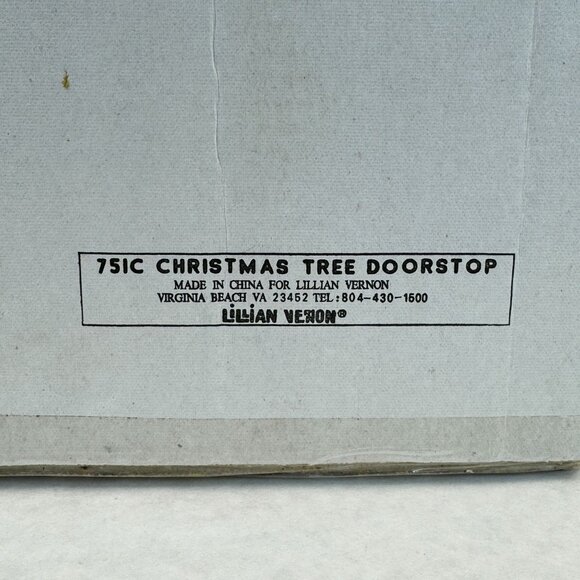 751C CHRISTMAS TREE DOORSTOP
MADE IN CHINA FOR LILLIAN VERNON
VIRGINIA BEACH VA 23452 TEL:804-430-1500
LILLIAN VERNON®